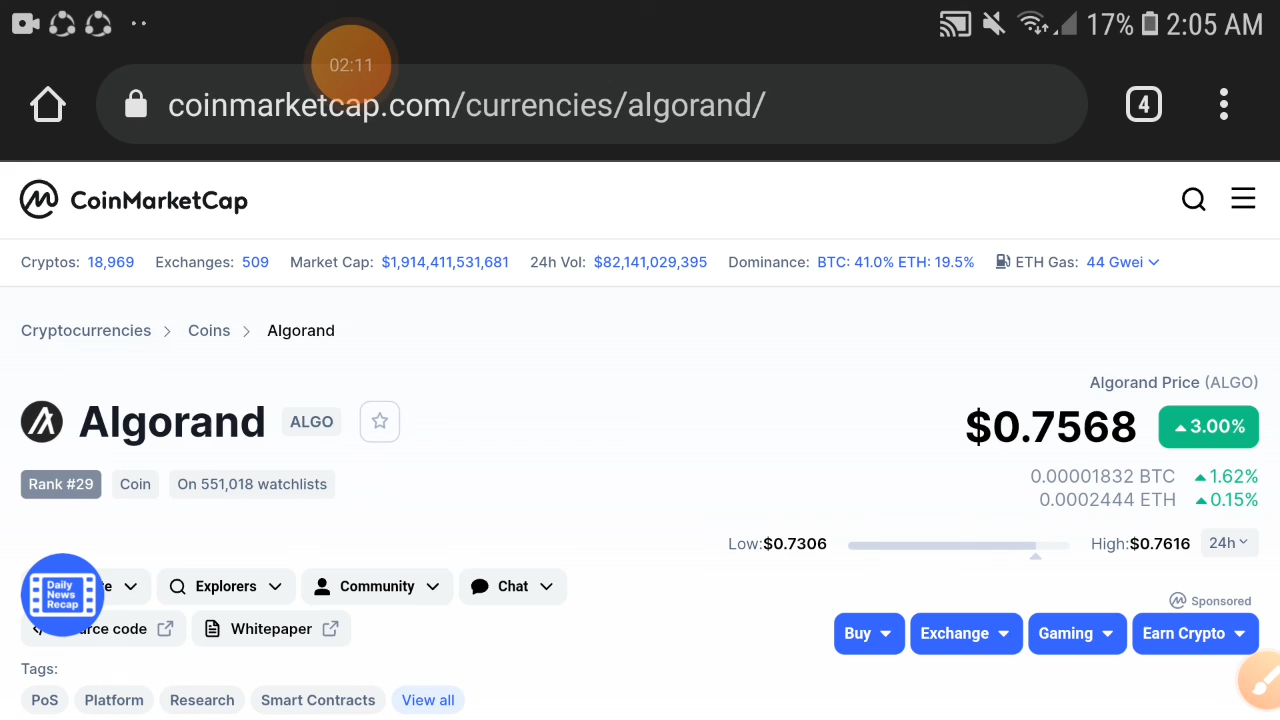 17% 2:05 AM
02:11
coinmarketcap.com/currencies/algorand/
4
CoinMarketCap
Cryptos: 18,969 Exchanges: 509 Market Cap: $1,914,411,531,681 24h Vol: $82,141,029,395 Dominance: BTC: 41.0% ETH: 19.5% ETH Gas: 44 Gwei
Cryptocurrencies > Coins > Algorand
Algorand Price (ALGO)
Algorand ALGO
$0.7568 3.00%
Rank #29 Coin On 551,018 watchlists
0.00001832 BTC 1.62%
0.0002444 ETH 0.15%
Low:$0.7306 High:$0.7616 24h
Explorers Community Chat
Daily
News
Recap
Whitepaper
Sponsored
Buy Exchange Gaming Earn Crypto
Tags:
PoS Platform Research Smart Contracts View all